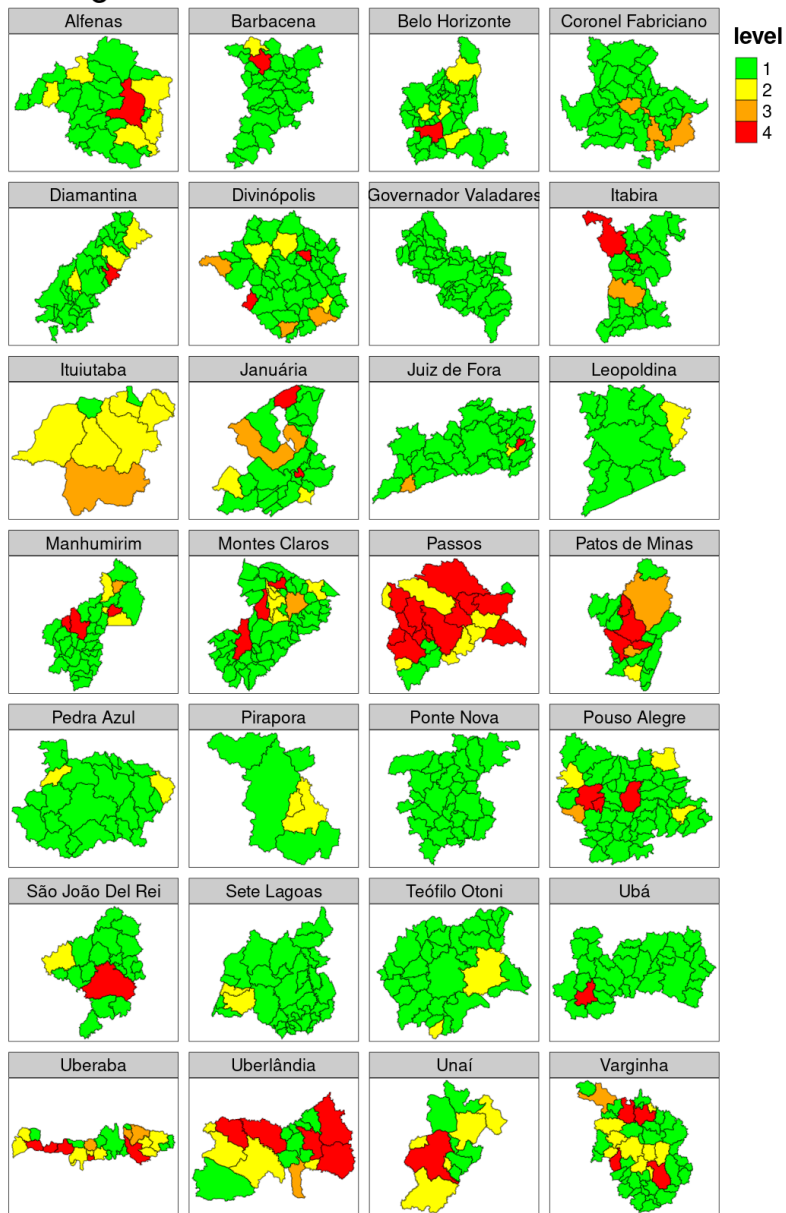 Alfenas
Barbacena
Belo Horizonte
Coronel Fabriciano
level
1
2
3
4
Diamantina
Divinópolis
Governador Valadares
Itabira
Ituiutaba
Januária
Juiz de Fora
Leopoldina
Manhumirim
Montes Claros
Passos
Patos de Minas
Pedra Azul
Pirapora
Ponte Nova
Pouso Alegre
São João Del Rei
Sete Lagoas
Teófilo Otoni
Ubá
Uberaba
Uberlândia
Unaí
Varginha